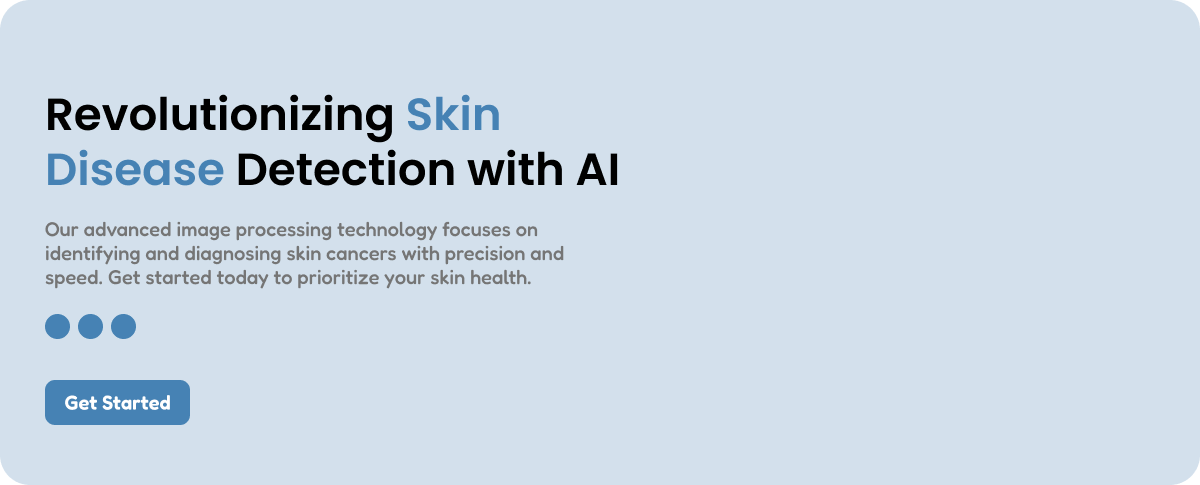 Revolutionizing Skin
Disease Detection with AI
Our advanced image processing technology focuses on
identifying and diagnosing skin cancers with precision and
speed. Get started today to prioritize your skin health.
Get Started